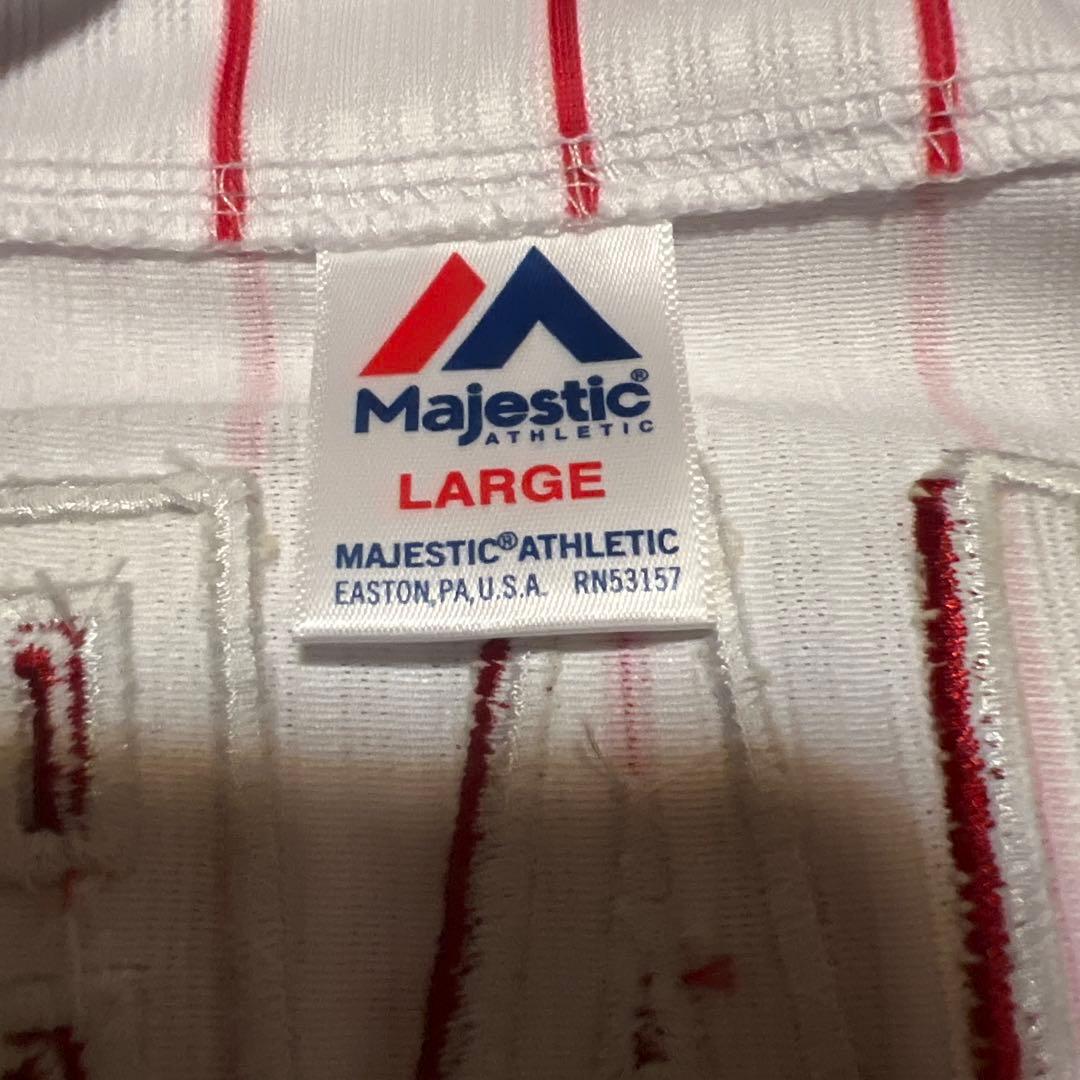 Majestic®
ATHLETIC
LARGE
MAJESTIC®ATHLETIC
EASTON, PA, U.S.A. RN53157